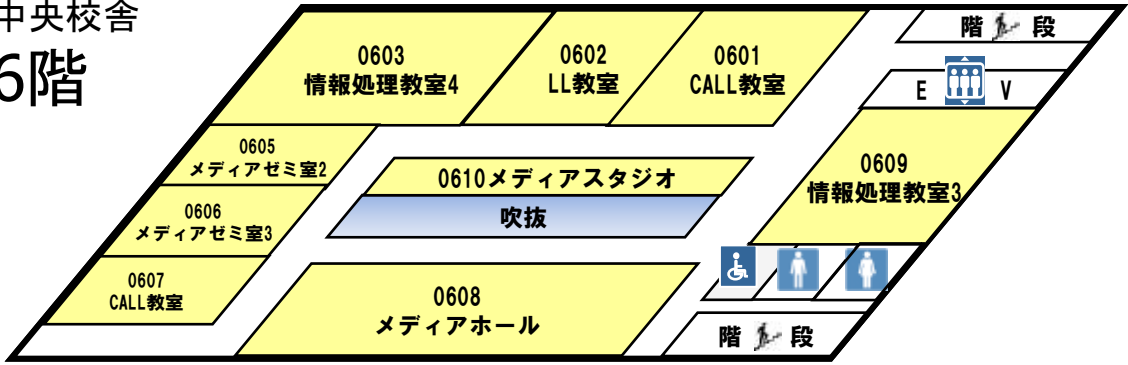 中央校舎
6階
0603
情報処理教室4
0602
LL教室
0601
CALL教室
階 段
E V
0605
メディアゼミ室2
0606
メディアゼミ室3
0607
CALL教室
0610メディアスタジオ
吹抜
0609
情報処理教室3
0608
メディアホール
階 段